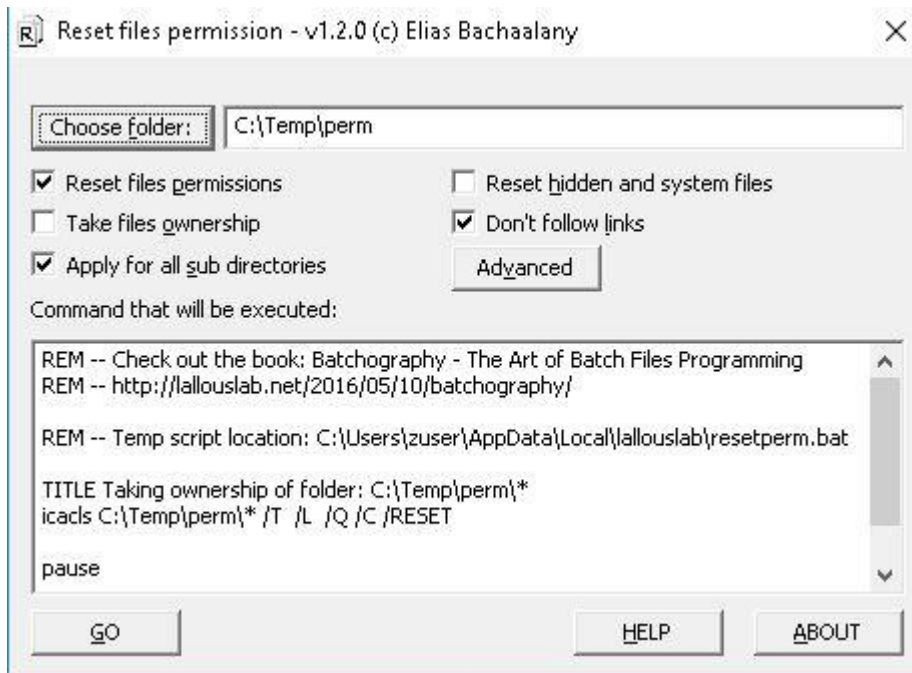 Reset files permission - v1.2.0 (c) Elias Bachaalany
Choose folder:
C:\Temp\perm
Reset files permissions
Reset hidden and system files
Take files ownership
Don't follow links
Apply for all sub directories
Advanced
Command that will be executed:
REM -- Check out the book: Batchography - The Art of Batch Files Programming
REM -- http://lallouslab.net/2016/05/10/batchography/
REM -- Temp script location: C:\Users\zuser\AppData\Local\lallouslab\resetperm.bat
TITLE Taking ownership of folder: C:\Temp\perm\*
icacls C:\Temp\perm\* /T  /L  /Q /C /RESET
pause
GO
HELP
ABOUT